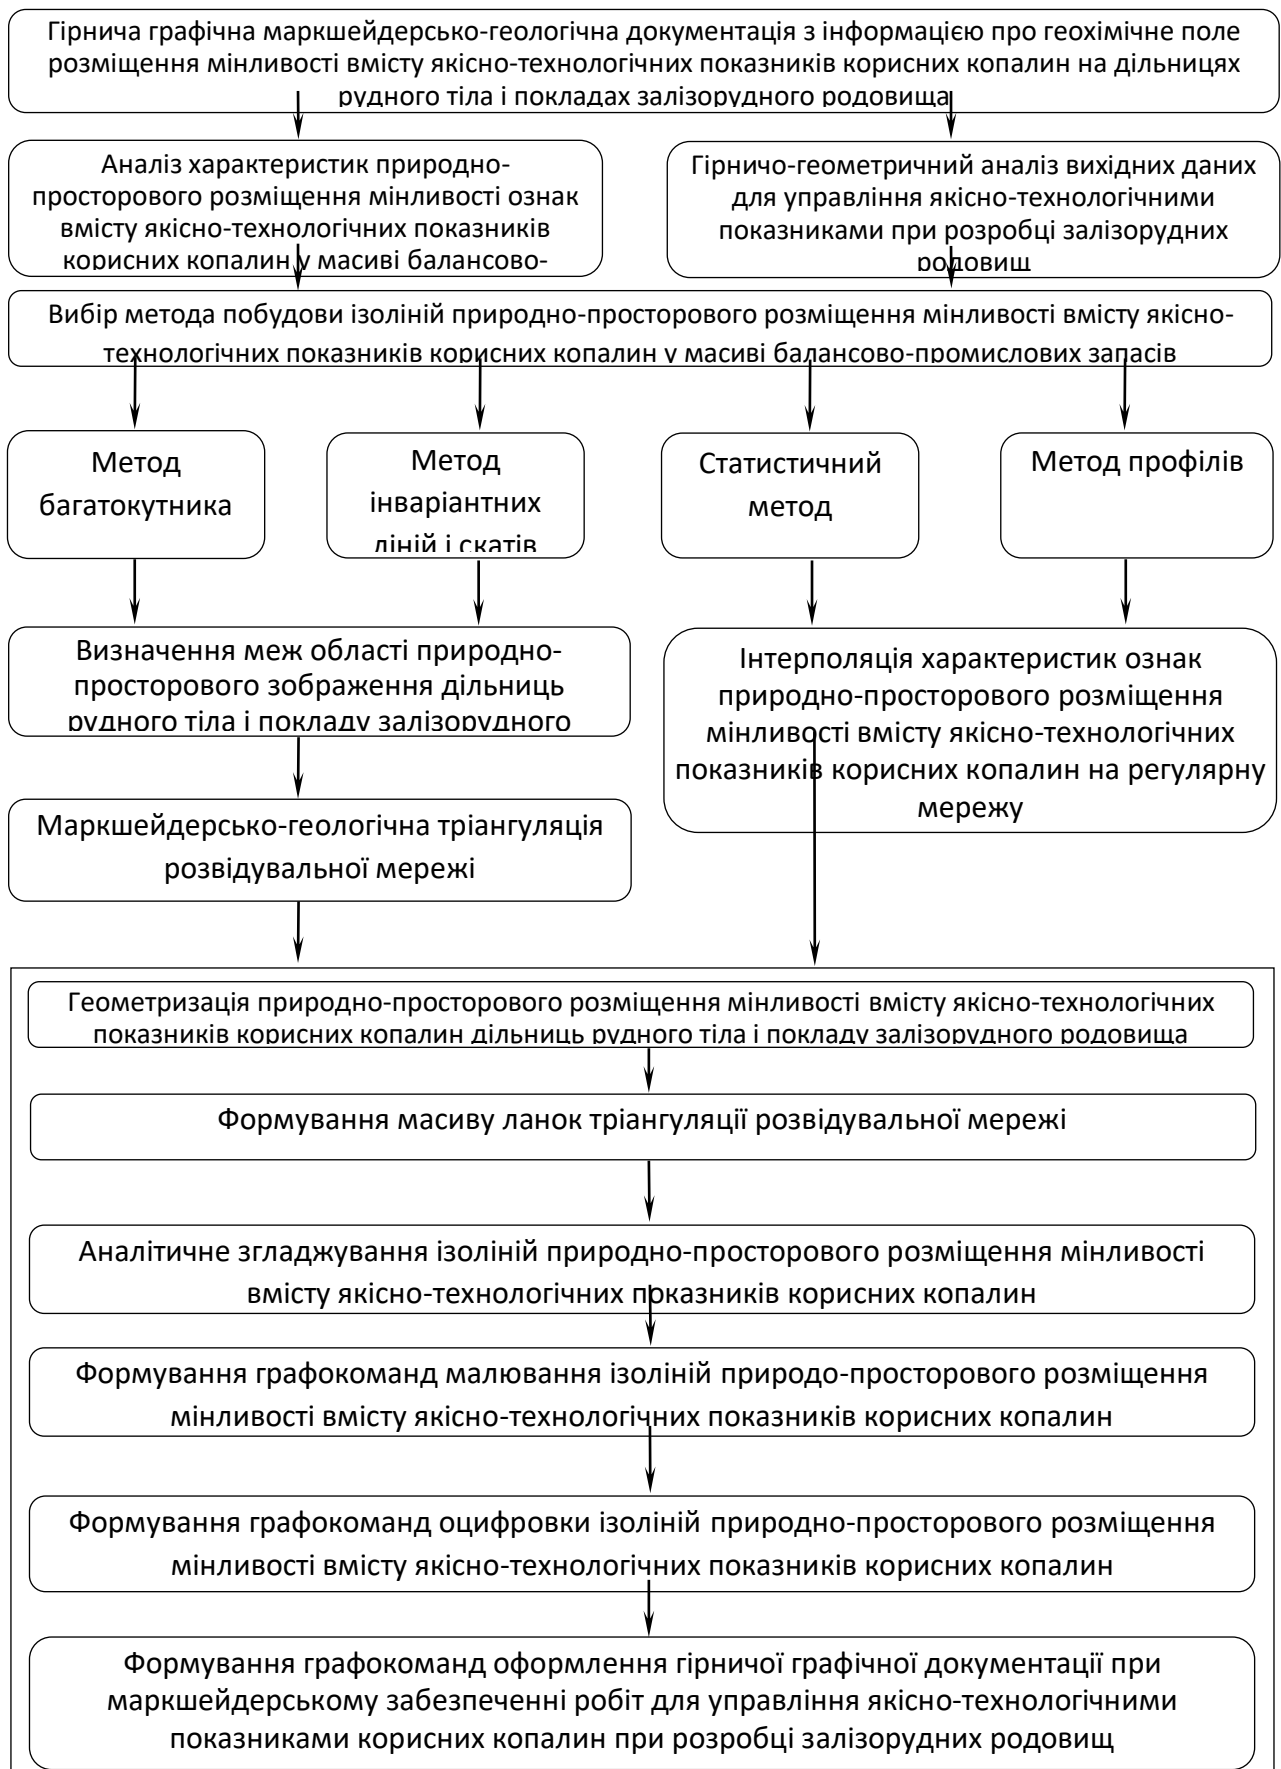 Гірнича графічна маркшейдерсько-геологічна документація з інформацією про геохімічне поле
розміщення мінливості вмісту якісно-технологічних показників корисних копалин на дільницях
рудного тіла і покладах залізорудного родовища
Аналіз характеристик природно-
просторового розміщення мінливості ознак
вмісту якісно-технологічних показників
корисних копалин у масиві балансово-
Гірничо-геометричний аналіз вихідних даних
для управління якісно-технологічними
показниками при розробці залізорудних
родовищ
Вибір метода побудови ізоліній природно-просторового розміщення мінливості вмісту якісно-
технологічних показників корисних копалин у масиві балансово-промислових запасів
Метод
багатокутника
Метод
інваріантних
ліній і скатів
Статистичний
метод
Метод профілів
Визначення меж області природно-
просторового зображення дільниць
рудного тіла і покладу залізорудного
Інтерполяція характеристик ознак
природно-просторового розміщення
мінливості вмісту якісно-технологічних
показників корисних копалин на регулярну
мережу
Маркшейдерсько-геологічна тріангуляція
розвідувальної мережі
Геометризація природно-просторового розміщення мінливості вмісту якісно-технологічних
показників корисних копалин дільниць рудного тіла і покладу залізорудного родовища
Формування масиву ланок тріангуляції розвідувальної мережі
Аналітичне згладжування ізоліній природно-просторового розміщення мінливості
вмісту якісно-технологічних показників корисних копалин
Формування графокоманд малювання ізоліній природо-просторового розміщення
мінливості вмісту якісно-технологічних показників корисних копалин
Формування графокоманд оцифровки ізоліній природно-просторового розміщення
мінливості вмісту якісно-технологічних показників корисних копалин
Формування графокоманд оформлення гірничої графічної документації при
маркшейдерському забезпеченні робіт для управління якісно-технологічними
показниками корисних копалин при розробці залізорудних родовищ